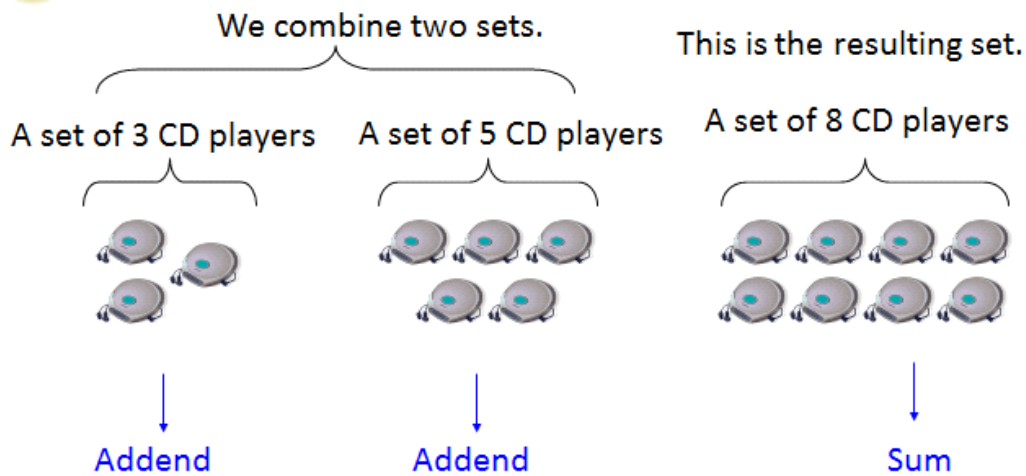 We combine two sets.
This is the resulting set.
A set of 3 CD players
A set of 5 CD players
A set of 8 CD players
Addend
Addend
Sum